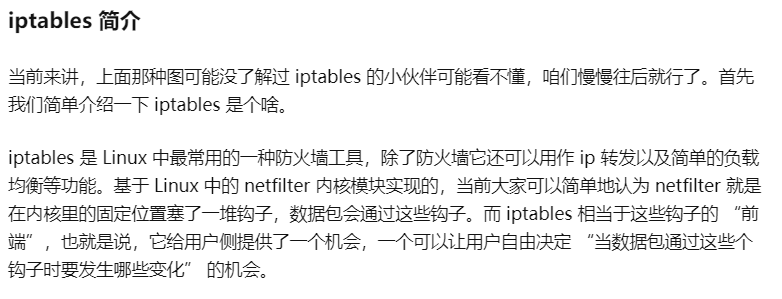 iptables 简介
当前来讲，上面那种图可能没了解过 iptables 的小伙伴可能看不懂，咱们慢慢往后就行了。首先
我们简单介绍一下 iptables 是个啥。
iptables 是 Linux 中最常用的一种防火墙工具，除了防火墙它还可以用作 ip 转发以及简单的负载
均衡等功能。基于 Linux 中的 netfilter 内核模块实现的，当前大家可以简单地认为 netfilter 就是
在内核里的固定位置塞了一堆钩子，数据包会通过这些钩子。而 iptables 相当于这些钩子的 “前
端”，也就是说，它给用户侧提供了一个机会，一个可以让用户自由决定 “当数据包通过这些个
钩子时要发生哪些变化” 的机会。